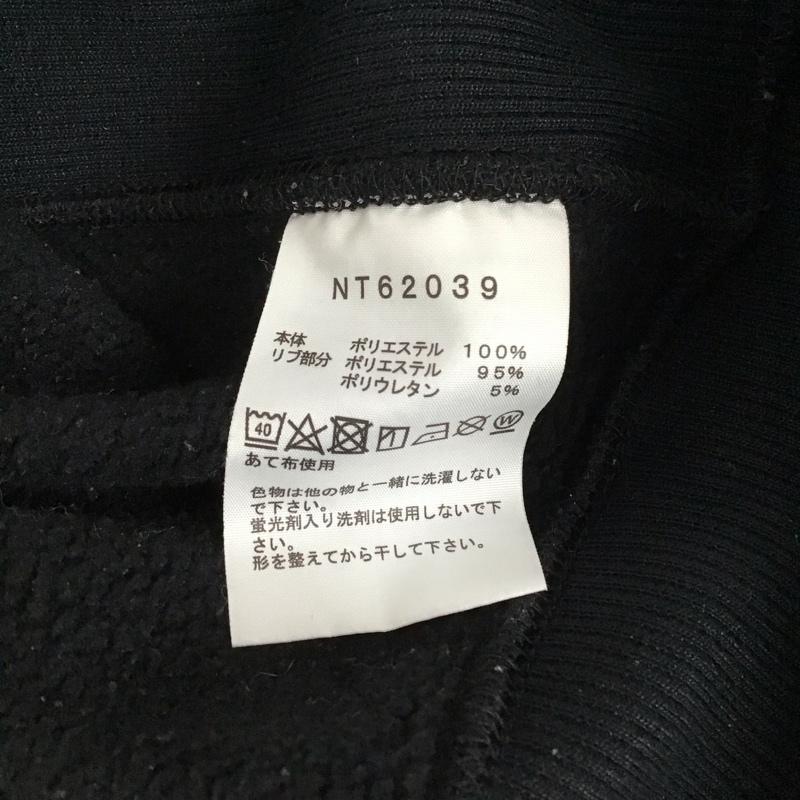 NT62039
本体 ポリエステル 100%
リブ部分 ポリエステル 95%
ポリウレタン 5%
40 W
あて布使用
色物は他の物と一緒に洗濯しない
で下さい。
蛍光剤入り洗剤は使用しないで下
さい。
形を整えてから干して下さい。